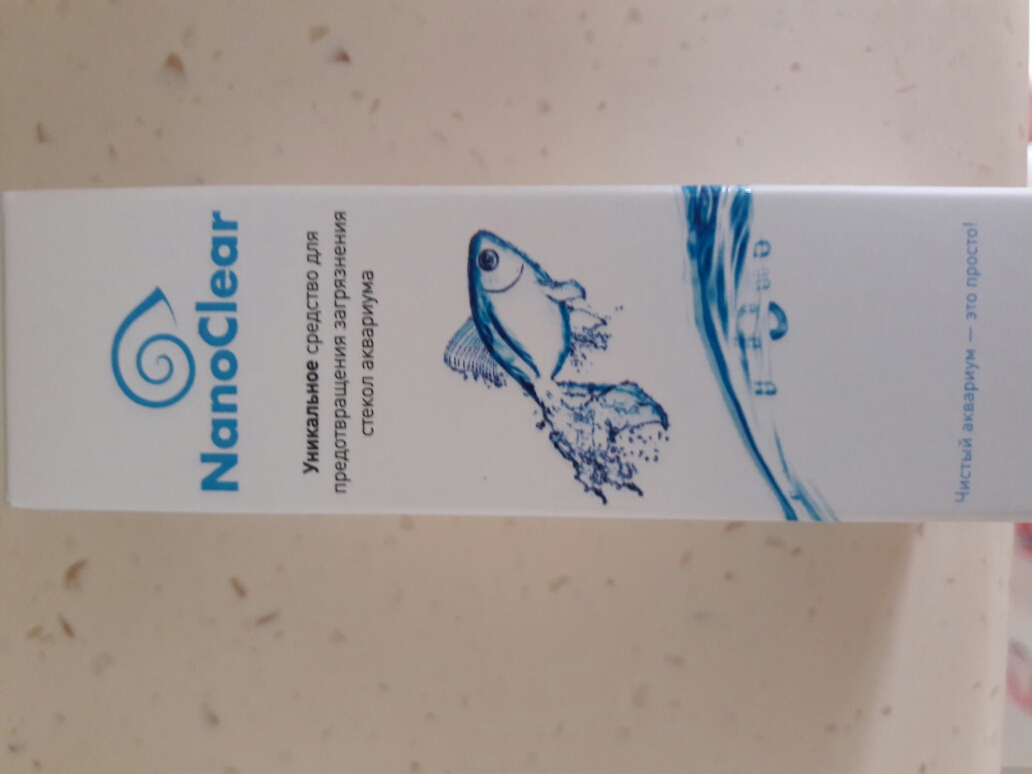 NanoClear
Уникальное средство для
предотвращения загрязнения
стекол аквариума
Чистый аквариум — это просто!